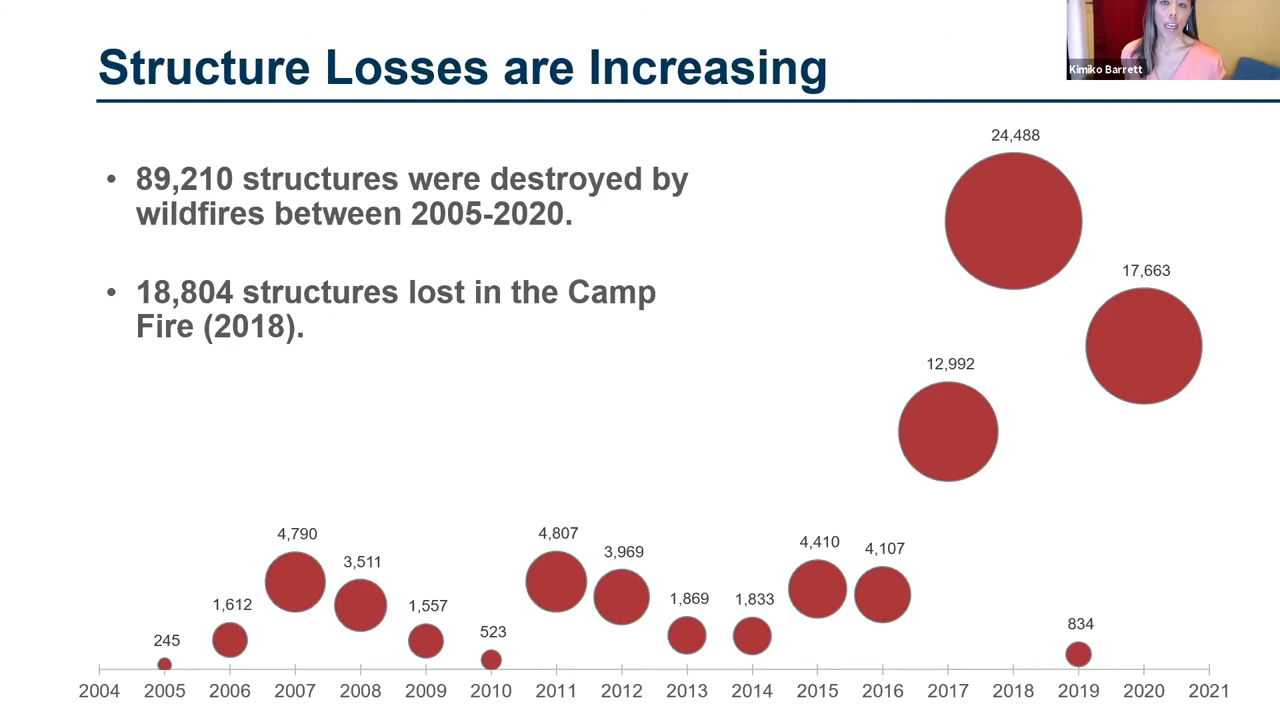 Structure Losses are Increasing
Kimiko Barrett
• 89,210 structures were destroyed by
wildfires between 2005-2020.
• 18,804 structures lost in the Camp
Fire (2018).
24,488
17,663
12,992
4,790
4,807
3,511
3,969
4,410
4,107
1,612
1,557
1,869
1,833
245
523
834
2004 2005 2006 2007 2008 2009 2010 2011 2012 2013 2014 2015 2016 2017 2018 2019 2020 2021